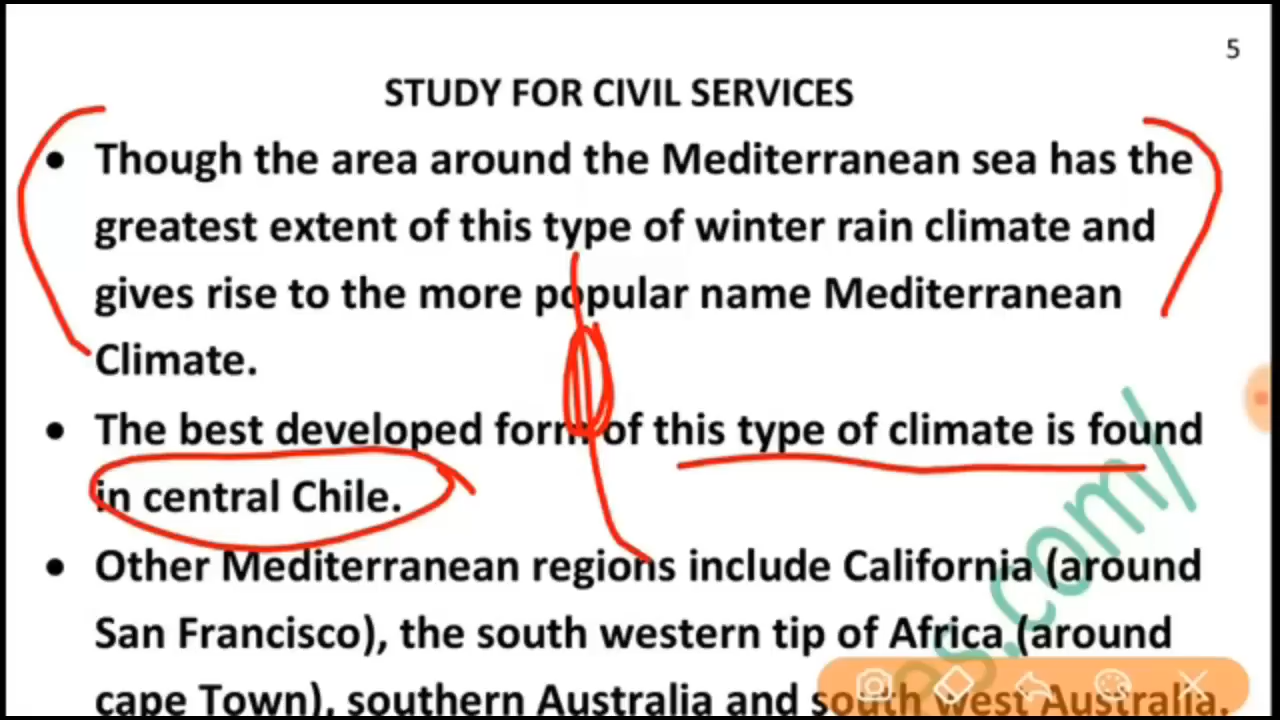 5
STUDY FOR CIVIL SERVICES
• Though the area around the Mediterranean sea has the
greatest extent of this type of winter rain climate and
gives rise to the more popular name Mediterranean
Climate.
• The best developed form of this type of climate is found
in central Chile.
• Other Mediterranean regions include California (around
San Francisco), the south western tip of Africa (around
cape Town), southern Australia and south west Australia.
es.com/